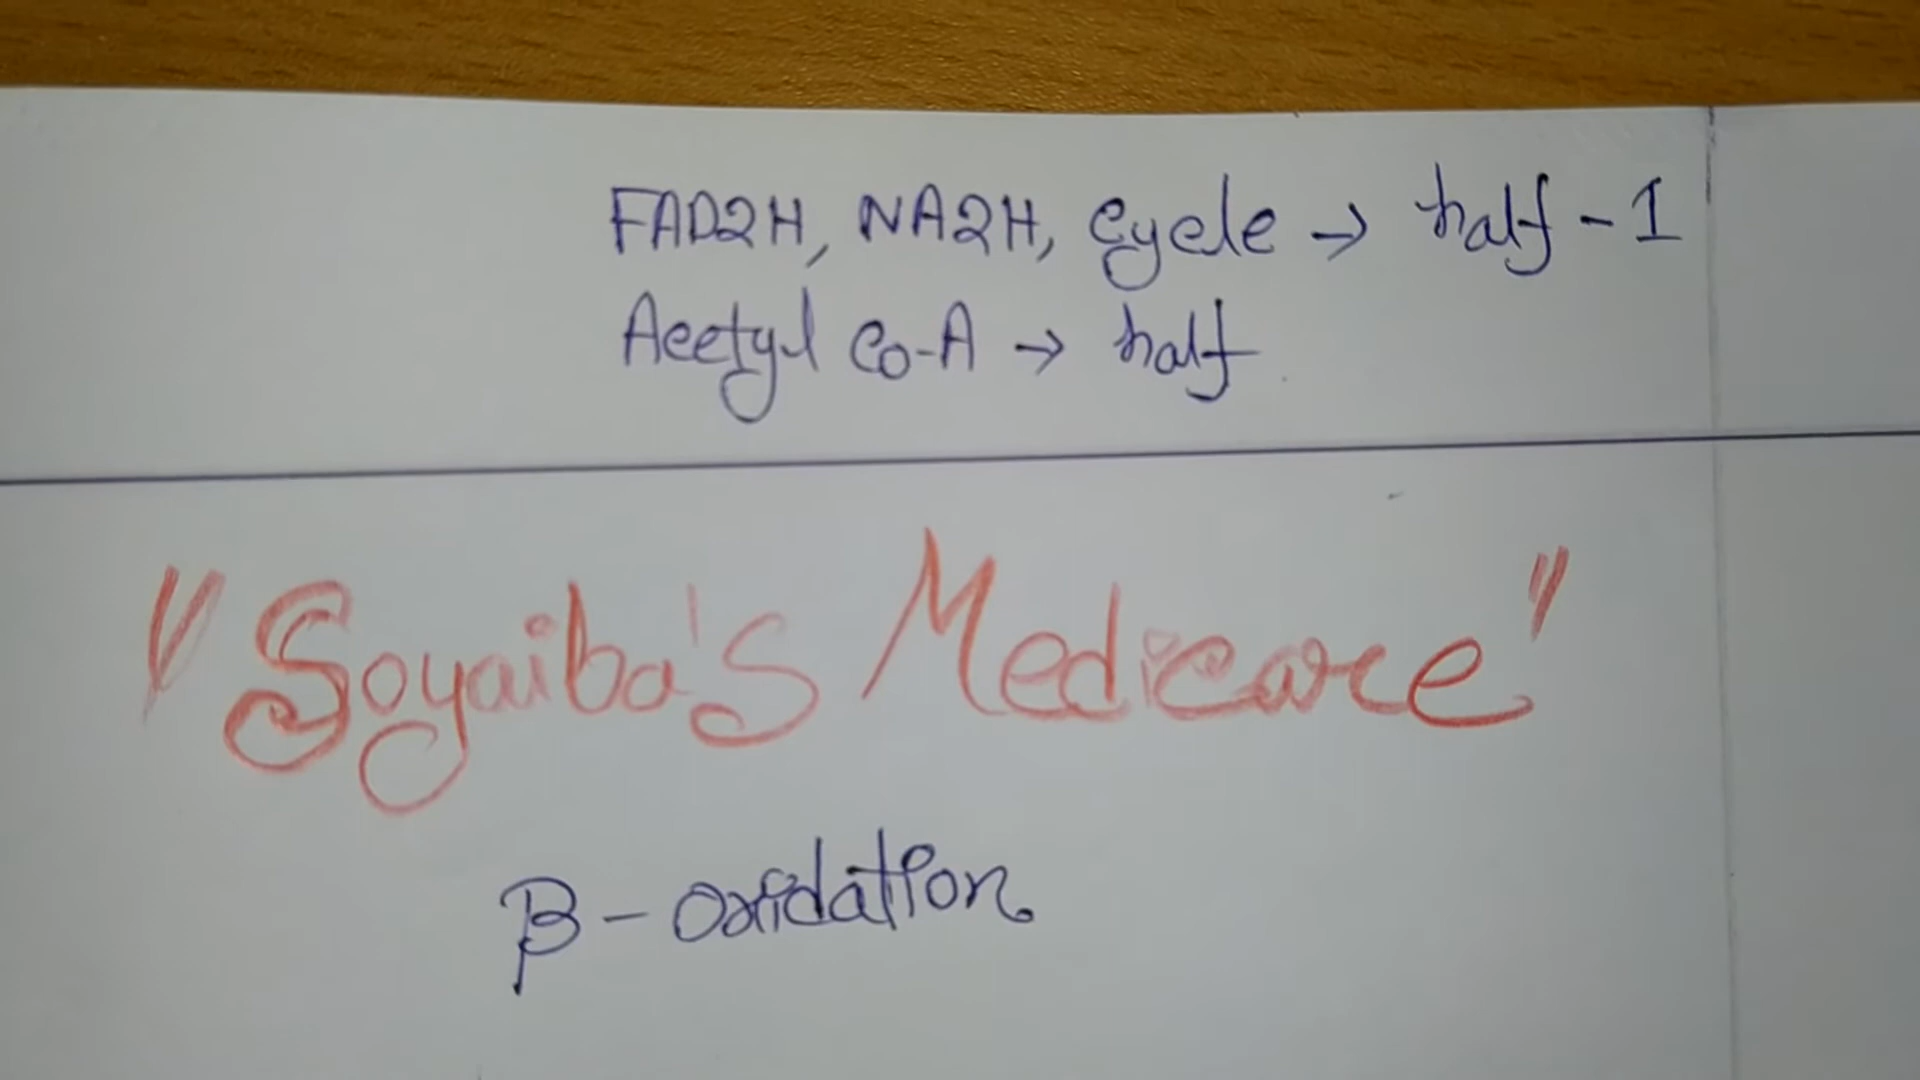 FAD2H, NA2H, Cycle → half - 1
Acetyl Co-A → half
"Soyaiba's Medicare"
β - oxidation